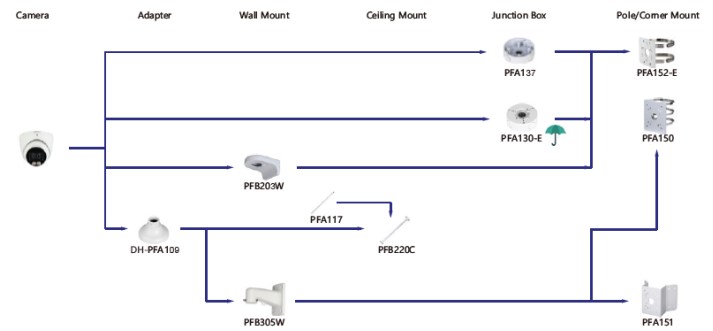 Camera Adapter Wall Mount Ceiling Mount Junction Box Pole/Corner Mount
PFA137 PFA152-E
PFA130-E PFA150
PFB203W
PFA117
DH-PFA109 PFB220C
PFB305W PFA151